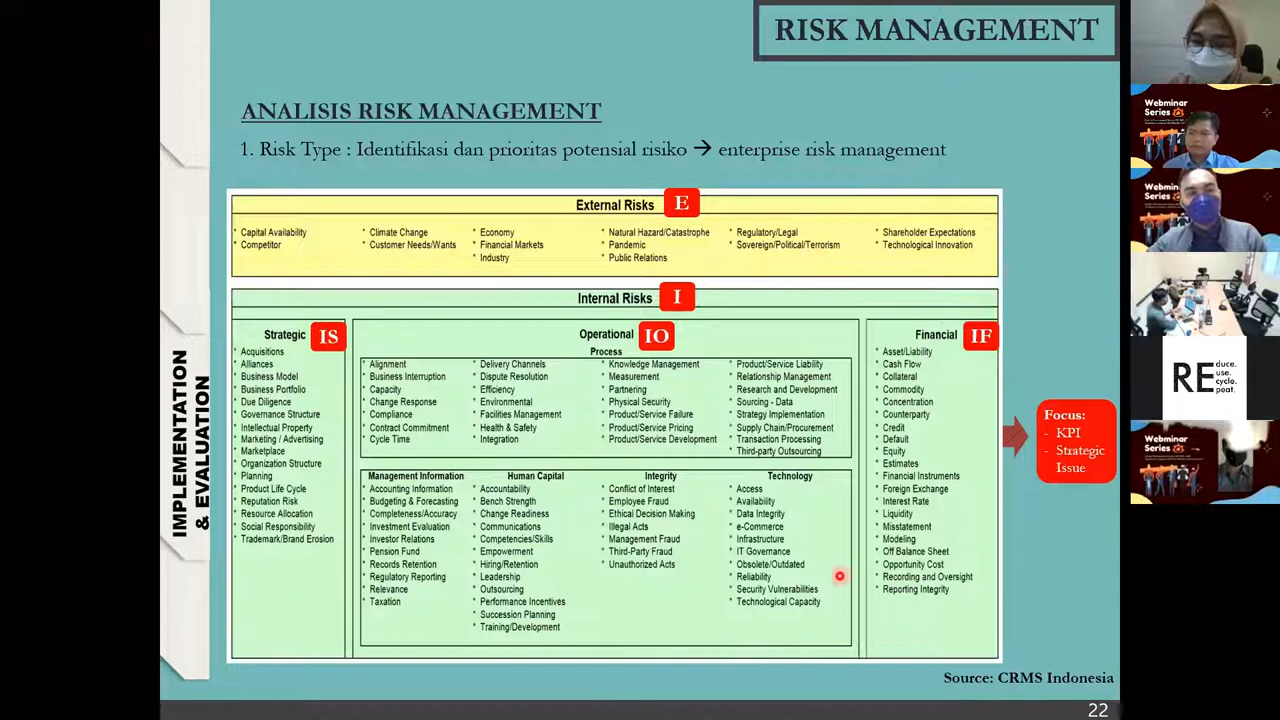 RISK MANAGEMENT
ANALISIS RISK MANAGEMENT
1. Risk Type : Identifikasi dan prioritas potensial risiko → enterprise risk management
External Risks E
* Capital Availability
* Competitor
* Climate Change
* Customer Needs/Wants
* Economy
* Financial Markets
* Industry
* Natural Hazard/Catastrophe
* Pandemic
* Public Relations
* Regulatory/Legal
* Sovereign/Political/Terrorism
* Shareholder Expectations
* Technological Innovation
Internal Risks I
Strategic IS
* Acquisitions
* Alliances
* Business Model
* Business Portfolio
* Due Diligence
* Governance Structure
* Intellectual Property
* Marketing / Advertising
* Marketplace
* Organization Structure
* Planning
* Product Life Cycle
* Reputation Risk
* Resource Allocation
* Social Responsibility
* Trademark/Brand Erosion
Operational IO
Process
* Alignment
* Business Interruption
* Capacity
* Change Response
* Compliance
* Contract Commitment
* Cycle Time
* Delivery Channels
* Dispute Resolution
* Efficiency
* Environmental
* Facilities Management
* Health & Safety
* Integration
* Knowledge Management
* Measurement
* Partnering
* Physical Security
* Product/Service Failure
* Product/Service Pricing
* Product/Service Development
* Product/Service Liability
* Relationship Management
* Research and Development
* Sourcing - Data
* Strategy Implementation
* Supply Chain/Procurement
* Transaction Processing
* Third-party Outsourcing
Management Information
* Accounting Information
* Budgeting & Forecasting
* Completeness/Accuracy
* Investment Evaluation
* Investor Relations
* Pension Fund
* Records Retention
* Regulatory Reporting
* Relevance
* Taxation
Human Capital
* Accountability
* Bench Strength
* Change Readiness
* Communications
* Competencies/Skills
* Empowerment
* Hiring/Retention
* Leadership
* Outsourcing
* Performance Incentives
* Succession Planning
* Training/Development
Integrity
* Conflict of Interest
* Employee Fraud
* Ethical Decision Making
* Illegal Acts
* Management Fraud
* Third-Party Fraud
* Unauthorized Acts
Technology
* Access
* Availability
* Data Integrity
* e-Commerce
* Infrastructure
* IT Governance
* Obsolete/Outdated
* Reliability
* Security Vulnerabilities
* Technological Capacity
Financial IF
* Asset/Liability
* Cash Flow
* Collateral
* Commodity
* Concentration
* Counterparty
* Credit
* Default
* Equity
* Estimates
* Financial Instruments
* Foreign Exchange
* Interest Rate
* Liquidity
* Misstatement
* Modeling
* Off Balance Sheet
* Opportunity Cost
* Recording and Oversight
* Reporting Integrity
Focus:
- KPI
- Strategic
Issue
IMPLEMENTATION
& EVALUATION
Source: CRMS Indonesia
22
Webminar
Series
Webminar
Series
RE duce.
use.
cycle.
peat.
Webminar
Series